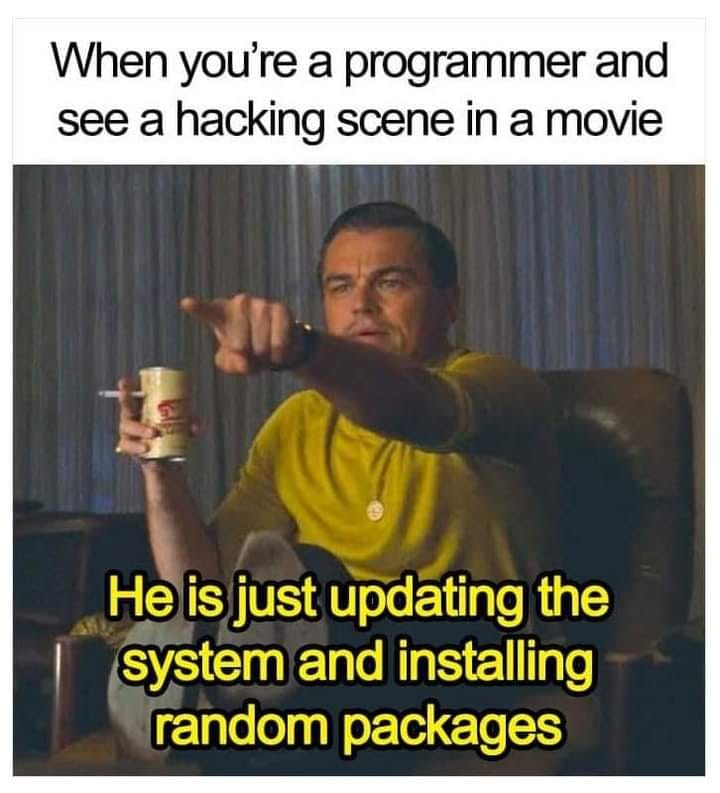 When you're a programmer and
see a hacking scene in a movie
He is just updating the
system and installing
random packages